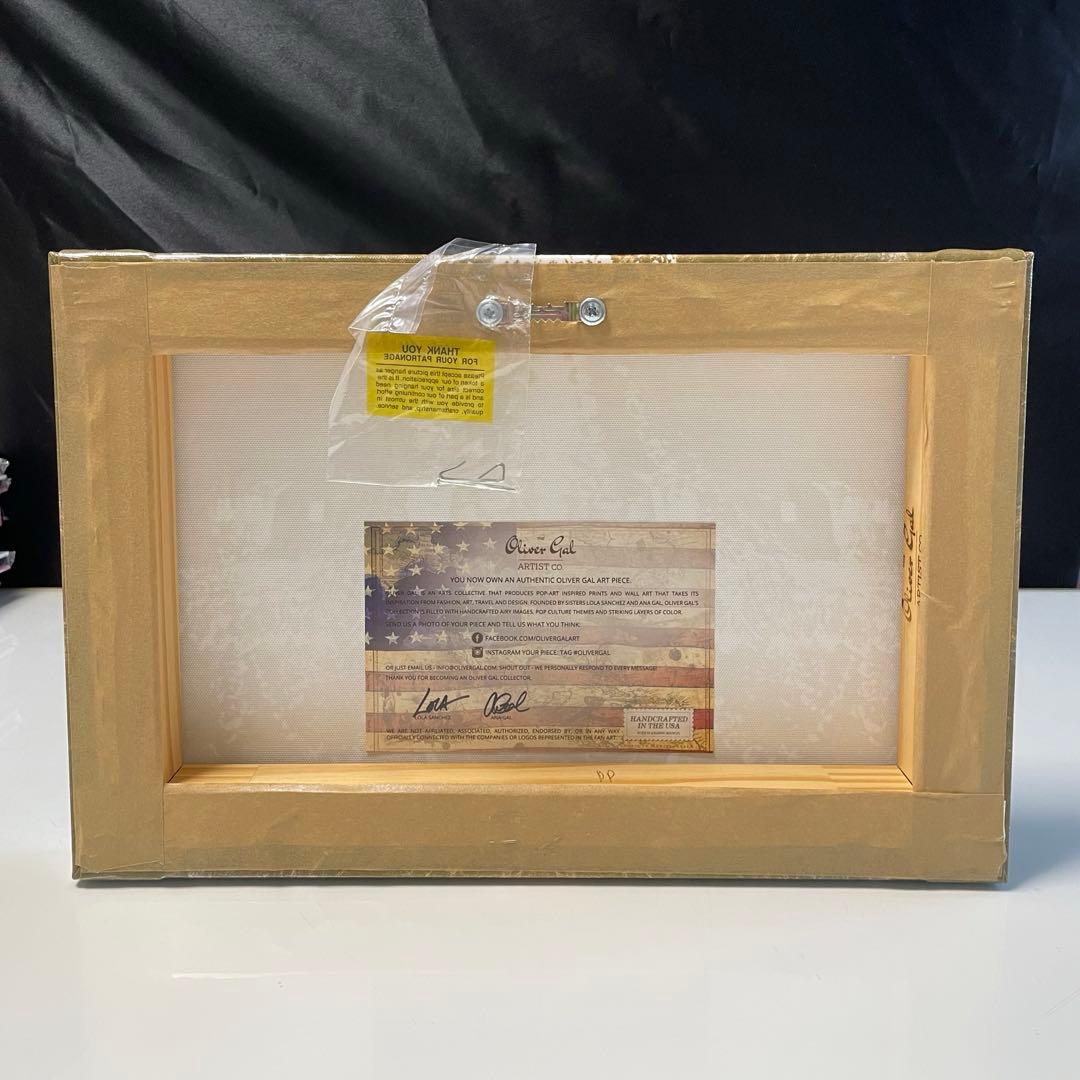 THANK YOU
FOR YOUR PATRONAGE
Please accept this picture hanger as
a token of our appreciation. It is the
correct size for your hanging need
and is a part of our continuing effort
to provide you with the utmost in
quality, craftsmanship, and service.
THE
Oliver Gal
ARTIST CO.
YOU NOW OWN AN AUTHENTIC OLIVER GAL ART PIECE.
OLIVER GAL IS AN ARTS COLLECTIVE THAT PRODUCES POP-ART INSPIRED PRINTS AND WALL ART THAT TAKES ITS
INSPIRATION FROM FASHION, ART, TRAVEL AND DESIGN. FOUNDED BY SISTERS LOLA SANCHEZ AND ANA GAL, OLIVER GAL'S
COLLECTION IS FILLED WITH HANDCRAFTED AIRY IMAGES, POP CULTURE THEMES AND STRIKING LAYERS OF COLOR.
SEND US A PHOTO OF YOUR PIECE AND TELL US WHAT YOU THINK:
FACEBOOK.COM/OLIVERGALART
INSTAGRAM YOUR PIECE: TAG #OLIVERGAL
OR JUST EMAIL US - INFO@OLIVERGAL.COM. SHOUT OUT - WE PERSONALLY RESPOND TO EVERY MESSAGE!
THANK YOU FOR BECOMING AN OLIVER GAL COLLECTOR,
LOLA
LOLA SANCHEZ
ANA GAL
WE ARE NOT AFFILIATED, ASSOCIATED, AUTHORIZED, ENDORSED BY, OR IN ANY WAY
OFFICIALLY CONNECTED WITH THE COMPANIES OR LOGOS REPRESENTED IN THE FAN ART.
HANDCRAFTED
IN THE USA
Oliver Gal
ARTIST CO.